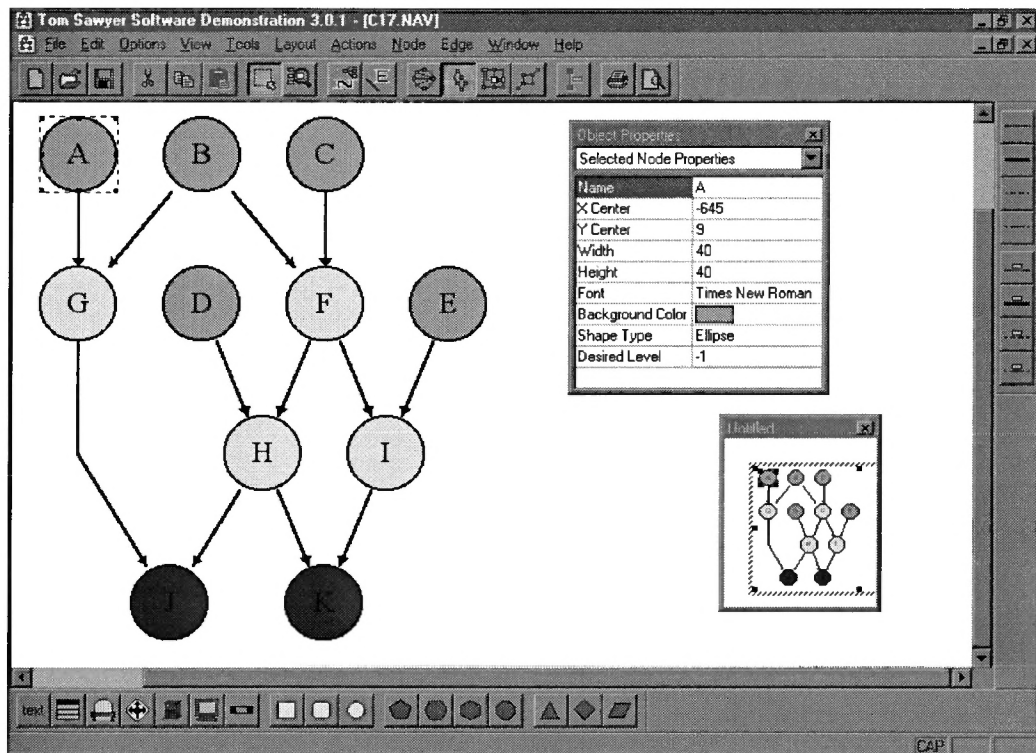 Tom Sawyer Software Demonstration 3.0.1 - [C17.NAV]
File Edit Options View Tools Layout Actions Node Edge Window Help
A B C
G D F E
H I
J K
Object Properties
Selected Node Properties
Name A
X Center -645
Y Center 9
Width 40
Height 40
Font Times New Roman
Background Color
Shape Type Ellipse
Desired Level -1
Untitled
text
CAP